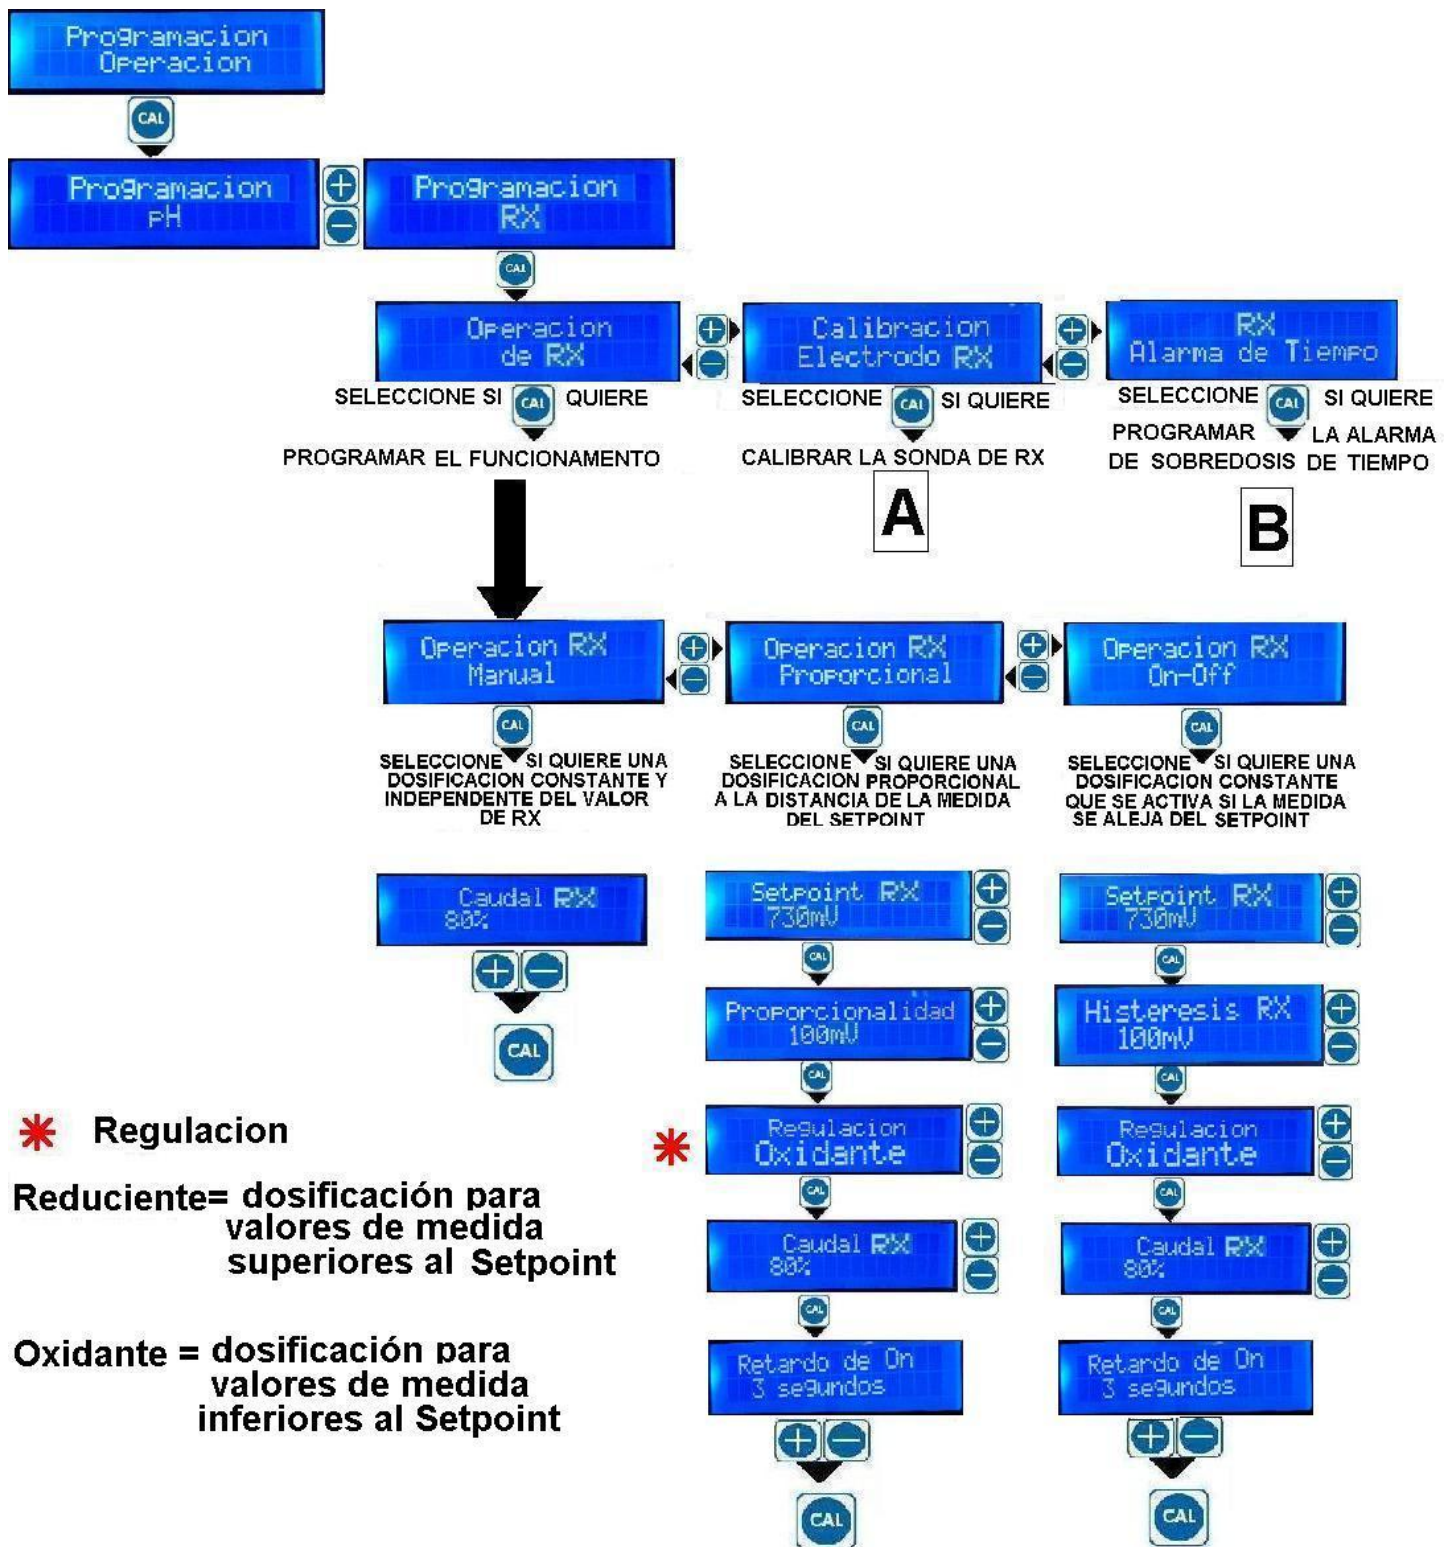 Programacion
Operacion
CAL
Programacion
pH
Programacion
RX
CAL
Operacion
de RX
Calibracion
Electrodo RX
RX
Alarma de Tiempo
SELECCIONE SI CAL QUIERE
PROGRAMAR EL FUNCIONAMENTO
SELECCIONE CAL SI QUIERE
CALIBRAR LA SONDA DE RX
A
SELECCIONE CAL SI QUIERE
PROGRAMAR LA ALARMA
DE SOBREDOSIS DE TIEMPO
B
Operacion RX
Manual
Operacion RX
Proporcional
Operacion RX
On-Off
CAL
SELECCIONE SI QUIERE UNA
DOSIFICACION CONSTANTE Y
INDEPENDENTE DEL VALOR
DE RX
CAL
SELECCIONE SI QUIERE UNA
DOSIFICACION PROPORCIONAL
A LA DISTANCIA DE LA MEDIDA
DEL SETPOINT
CAL
SELECCIONE SI QUIERE UNA
DOSIFICACION CONSTANTE
QUE SE ACTIVA SI LA MEDIDA
SE ALEJA DEL SETPOINT
Caudal RX
80%
CAL
Setpoint RX
730mV
CAL
Proporcionalidad
100mV
CAL
Regulacion
Oxidante
CAL
Caudal RX
80%
CAL
Retardo de On
3 segundos
CAL
Setpoint RX
730mV
CAL
Histeresis RX
100mV
CAL
Regulacion
Oxidante
CAL
Caudal RX
80%
CAL
Retardo de On
3 segundos
CAL
Regulacion
Reduciente= dosificación para
valores de medida
superiores al Setpoint
Oxidante = dosificación para
valores de medida
inferiores al Setpoint